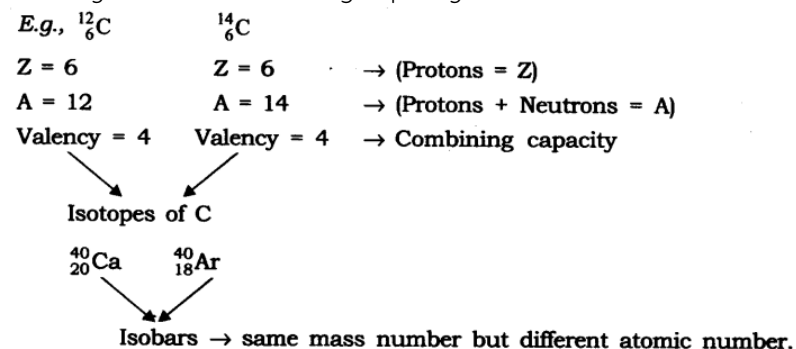 E.g., ¹²₆C ¹⁴₆C
Z = 6 Z = 6 → (Protons = Z)
A = 12 A = 14 → (Protons + Neutrons = A)
Valency = 4 Valency = 4 → Combining capacity
Isotopes of C
⁴⁰₂₀Ca ⁴⁰₁₈Ar
Isobars → same mass number but different atomic number.